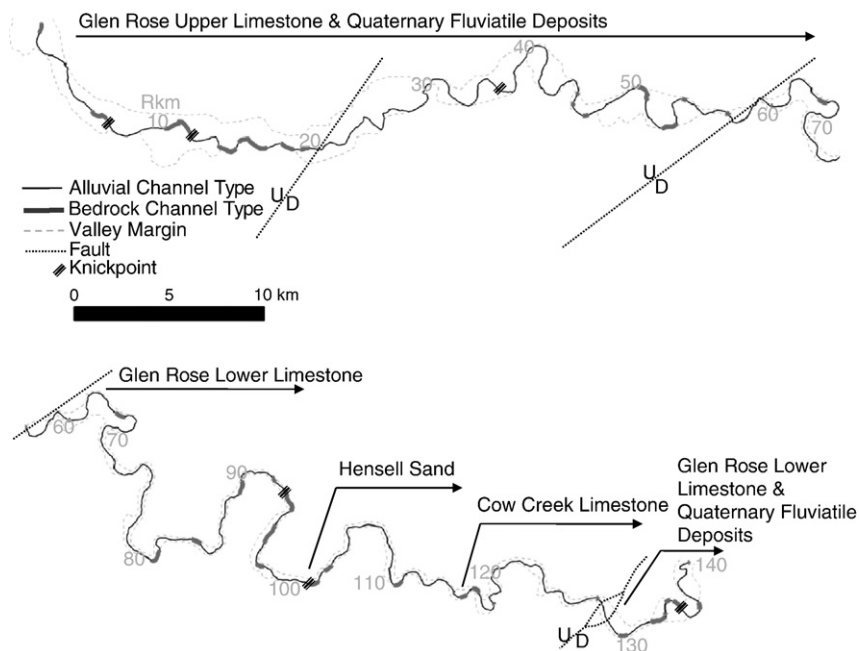 Glen Rose Upper Limestone & Quaternary Fluviatile Deposits
40
30
Rkm
10
50
20
60
70
U
D
U
D
Alluvial Channel Type
Bedrock Channel Type
Valley Margin
Fault
Knickpoint
0 5 10 km
Glen Rose Lower Limestone
60
70
90
80
100
Hensell Sand
110
Cow Creek Limestone
120
Glen Rose Lower
Limestone &
Quaternary Fluviatile
Deposits
140
130
U
D